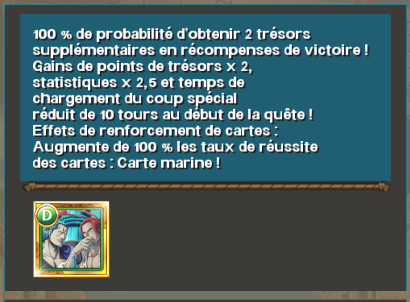 100 % de probabilité d'obtenir 2 trésors
supplémentaires en récompenses de victoire !
Gains de points de trésors x 2,
statistiques x 2,5 et temps de
chargement du coup spécial
réduit de 10 tours au début de la quête !
Effets de renforcement de cartes :
Augmente de 100 % les taux de réussite
des cartes : Carte marine !
D